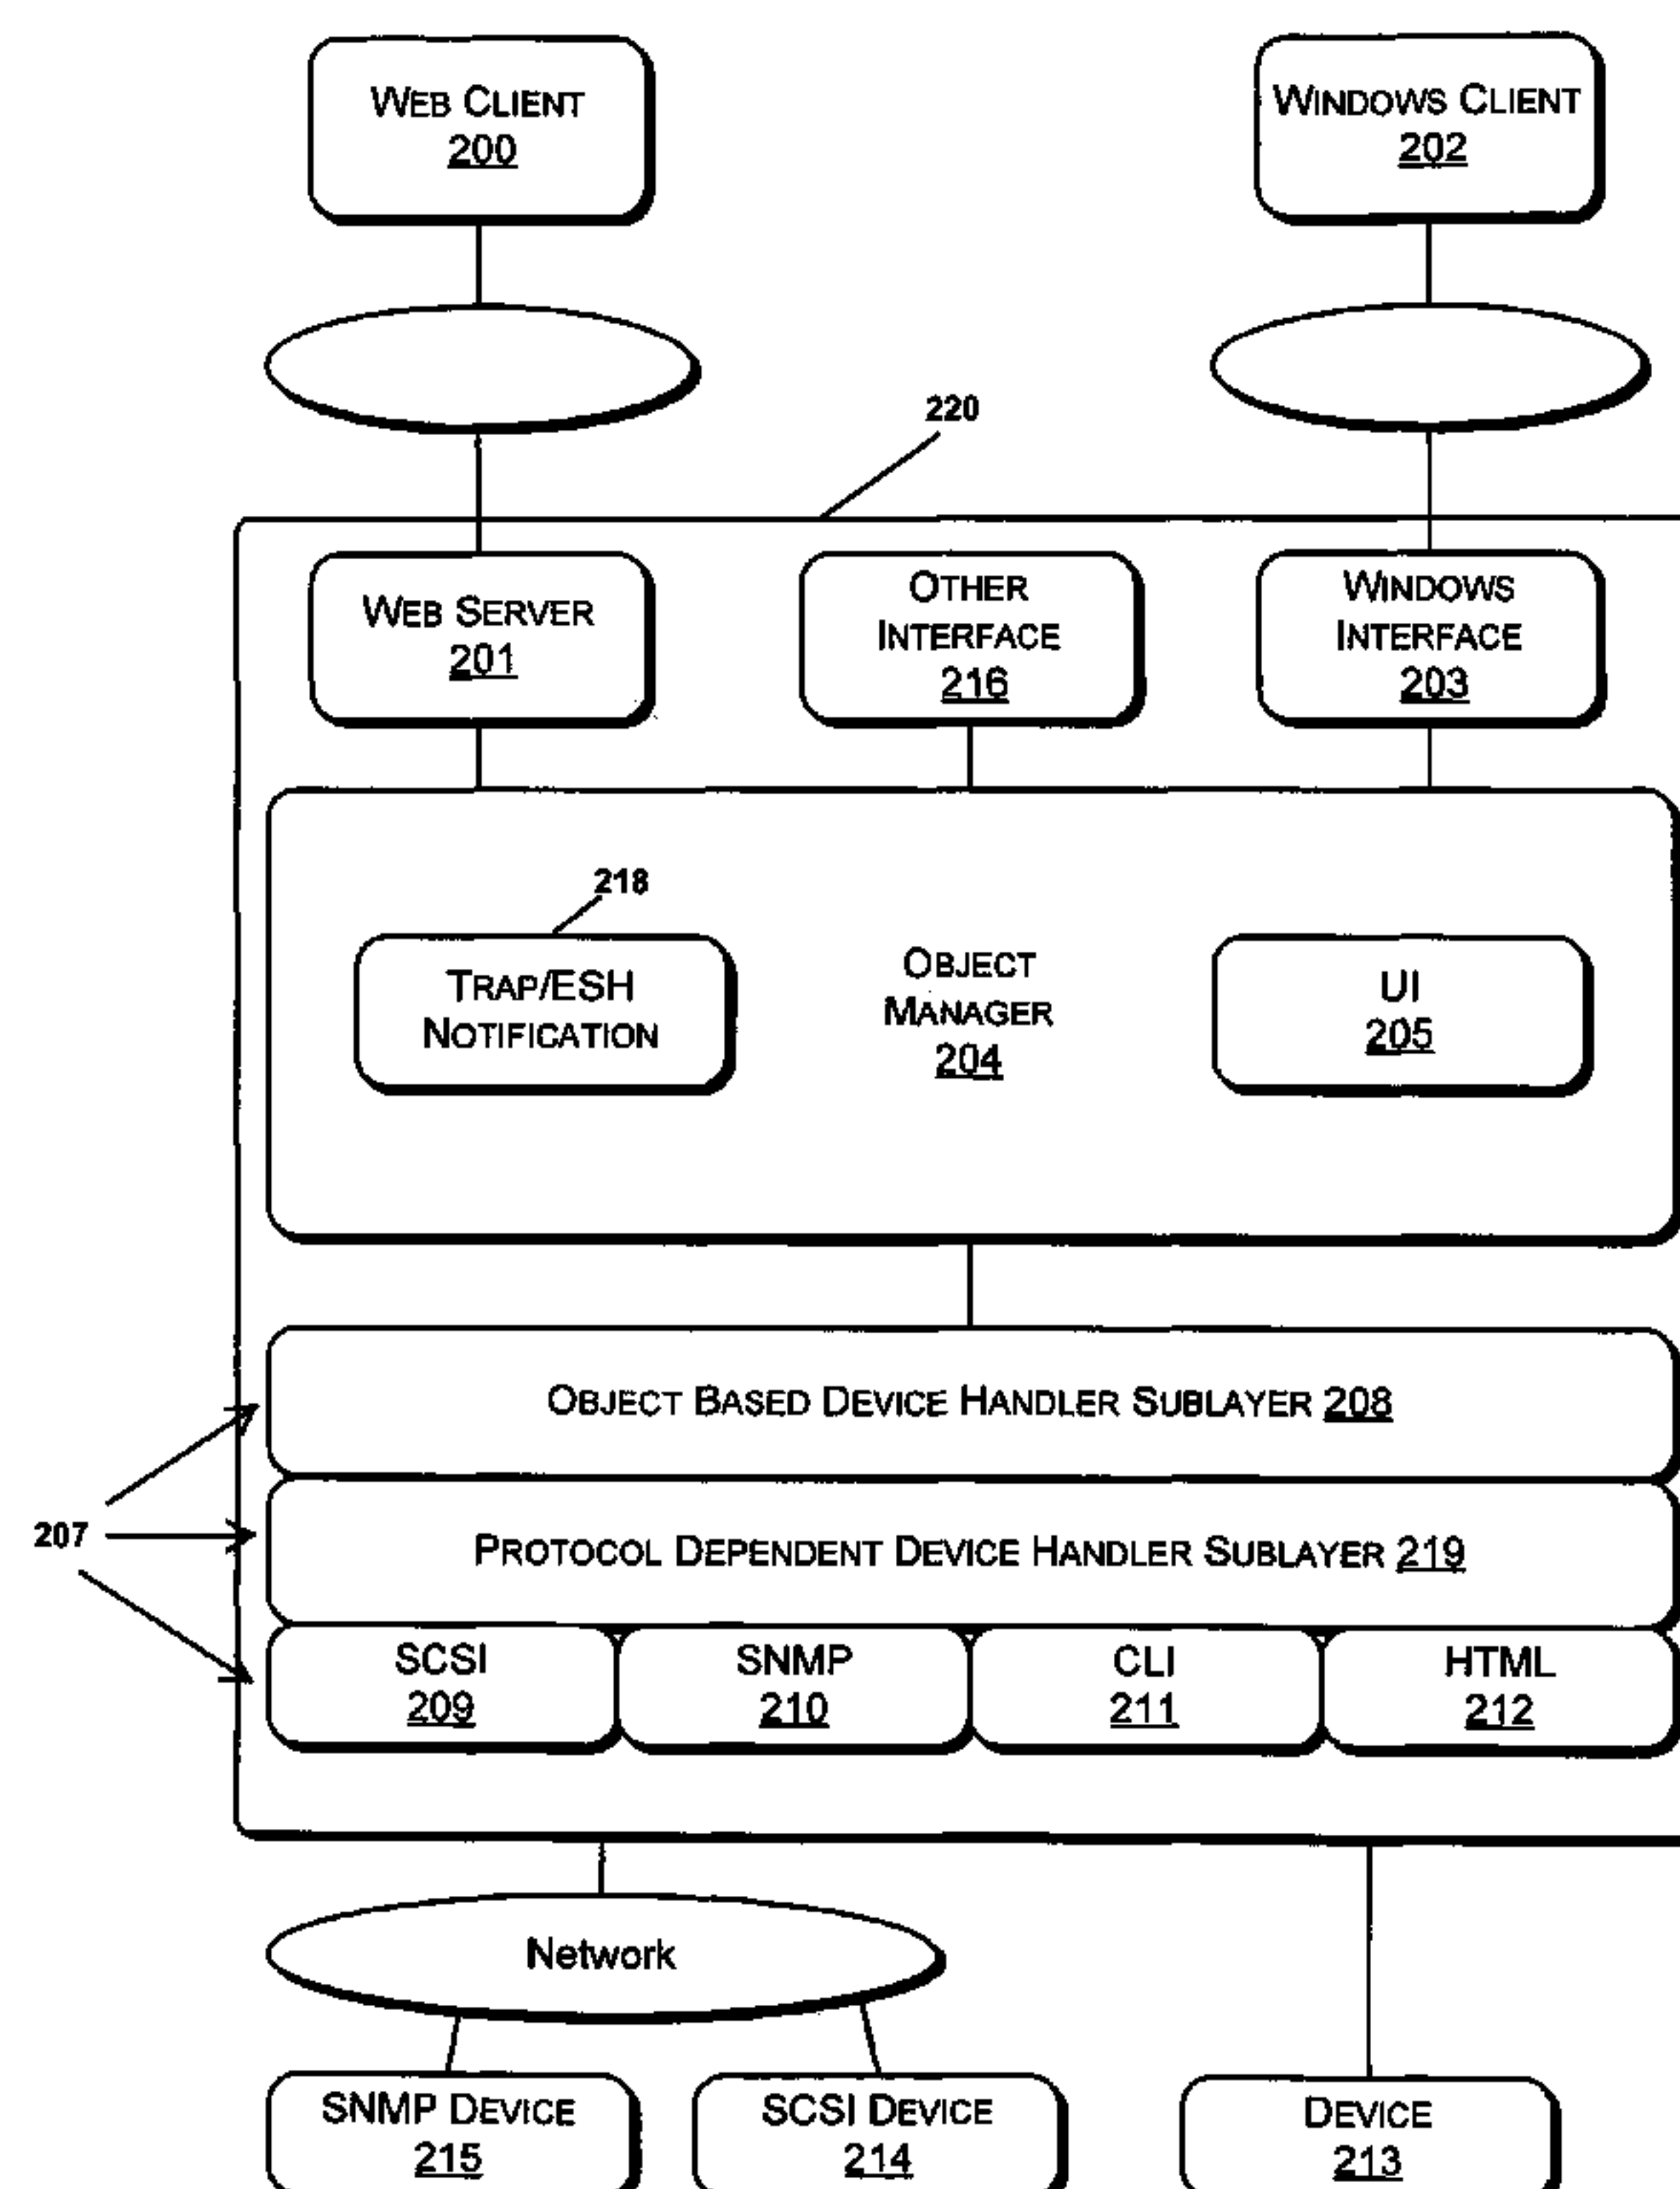 WEB CLIENT
200
WINDOWS CLIENT
202
220
WEB SERVER
201
OTHER
INTERFACE
216
WINDOWS
INTERFACE
203
218
TRAP/ESH
NOTIFICATION
OBJECT
MANAGER
204
UI
205
OBJECT BASED DEVICE HANDLER SUBLAYER 208
207
PROTOCOL DEPENDENT DEVICE HANDLER SUBLAYER 219
SCSI
209
SNMP
210
CLI
211
HTML
212
Network
SNMP DEVICE
215
SCSI DEVICE
214
DEVICE
213